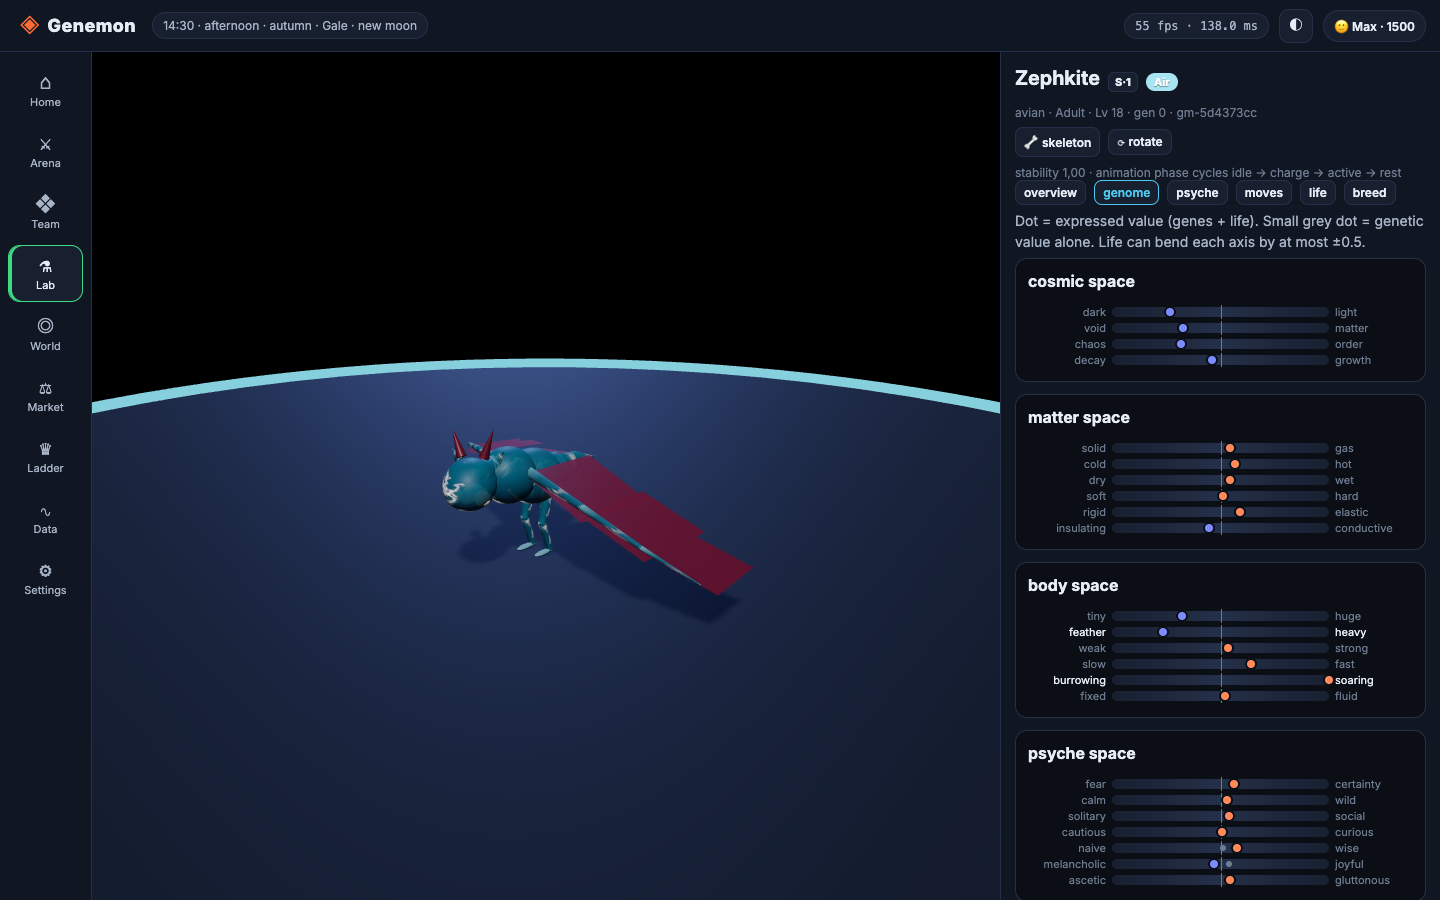 Genemon
14:30 · afternoon · autumn · Gale · new moon
55 fps · 138.0 ms
Max · 1500
Home
Arena
Team
Lab
World
Market
Ladder
Data
Settings
Zephkite S·1 Air
avian · Adult · Lv 18 · gen 0 · gm-5d4373cc
skeleton rotate
stability 1,00 · animation phase cycles idle → charge → active → rest
overview genome psyche moves life breed
Dot = expressed value (genes + life). Small grey dot = genetic
value alone. Life can bend each axis by at most ±0.5.
cosmic space
dark light
void matter
chaos order
decay growth
matter space
solid gas
cold hot
dry wet
soft hard
rigid elastic
insulating conductive
body space
tiny huge
feather heavy
weak strong
slow fast
burrowing soaring
fixed fluid
psyche space
fear certainty
calm wild
solitary social
cautious curious
naive wise
melancholic joyful
ascetic gluttonous